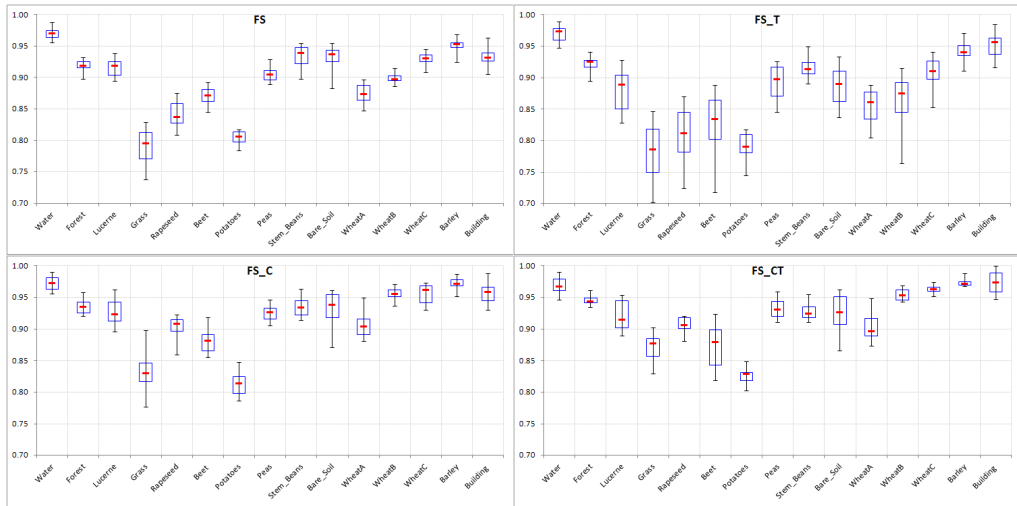 FS
1.00
0.95
0.90
0.85
0.80
0.75
0.70
Water
Forest
Lucerne
Grass
Rapeseed
Beet
Potatoes
Peas
Stem_Beans
Bare_Soil
WheatA
WheatB
WheatC
Barley
Building
FS_T
1.00
0.95
0.90
0.85
0.80
0.75
0.70
Water
Forest
Lucerne
Grass
Rapeseed
Beet
Potatoes
Peas
Stem_Beans
Bare_Soil
WheatA
WheatB
WheatC
Barley
Building
FS_C
1.00
0.95
0.90
0.85
0.80
0.75
0.70
Water
Forest
Lucerne
Grass
Rapeseed
Beet
Potatoes
Peas
Stem_Beans
Bare_Soil
WheatA
WheatB
WheatC
Barley
Building
FS_CT
1.00
0.95
0.90
0.85
0.80
0.75
0.70
Water
Forest
Lucerne
Grass
Rapeseed
Beet
Potatoes
Peas
Stem_Beans
Bare_Soil
WheatA
WheatB
WheatC
Barley
Building